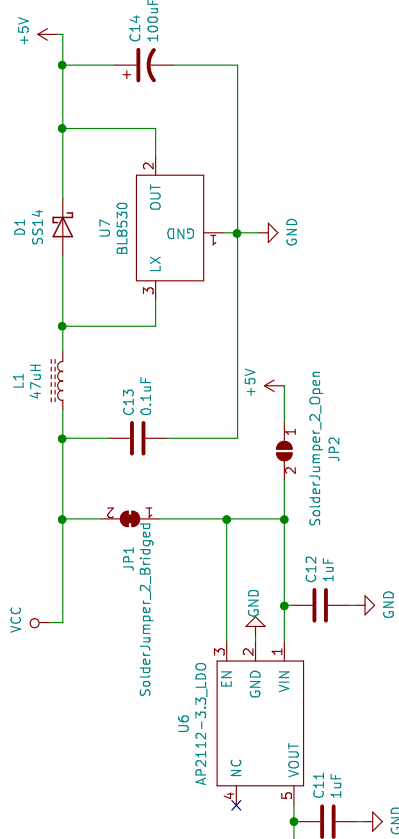 +5V
C14
100uF
+
D1
SS14
U7
BL8530
OUT
2
GND
1
LX
3
GND
L1
47uH
C13
0.1uF
+5V
SolderJumper_2_Open
JP2
1
2
JP1
SolderJumper_2_Bridged
2
1
VCC
C12
1uF
GND
GND
U6
AP2112-3.3_LDO
EN
3
GND
2
VIN
1
NC
4
VOUT
5
C11
1uF
GND